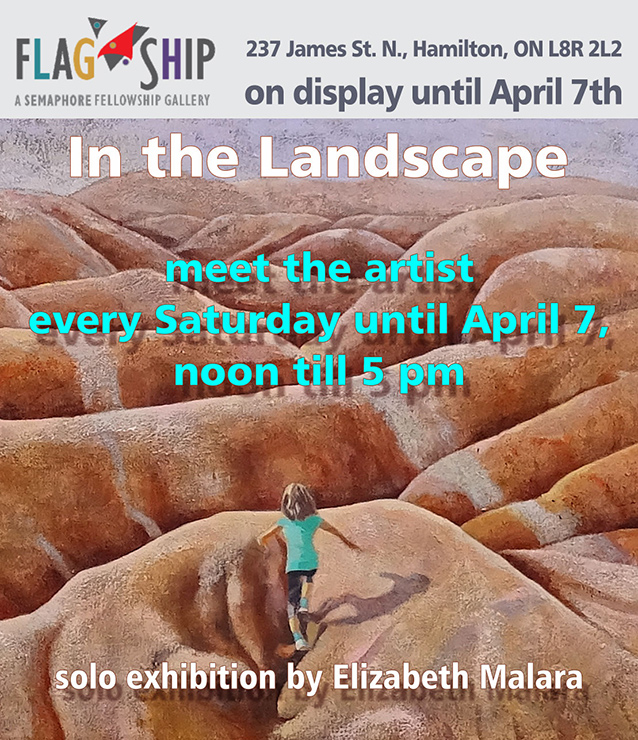 FLAGSHIP
A SEMAPHORE FELLOWSHIP GALLERY
237 James St. N., Hamilton, ON L8R 2L2
on display until April 7th
In the Landscape
meet the artist
every Saturday until April 7,
noon till 5 pm
solo exhibition by Elizabeth Malara